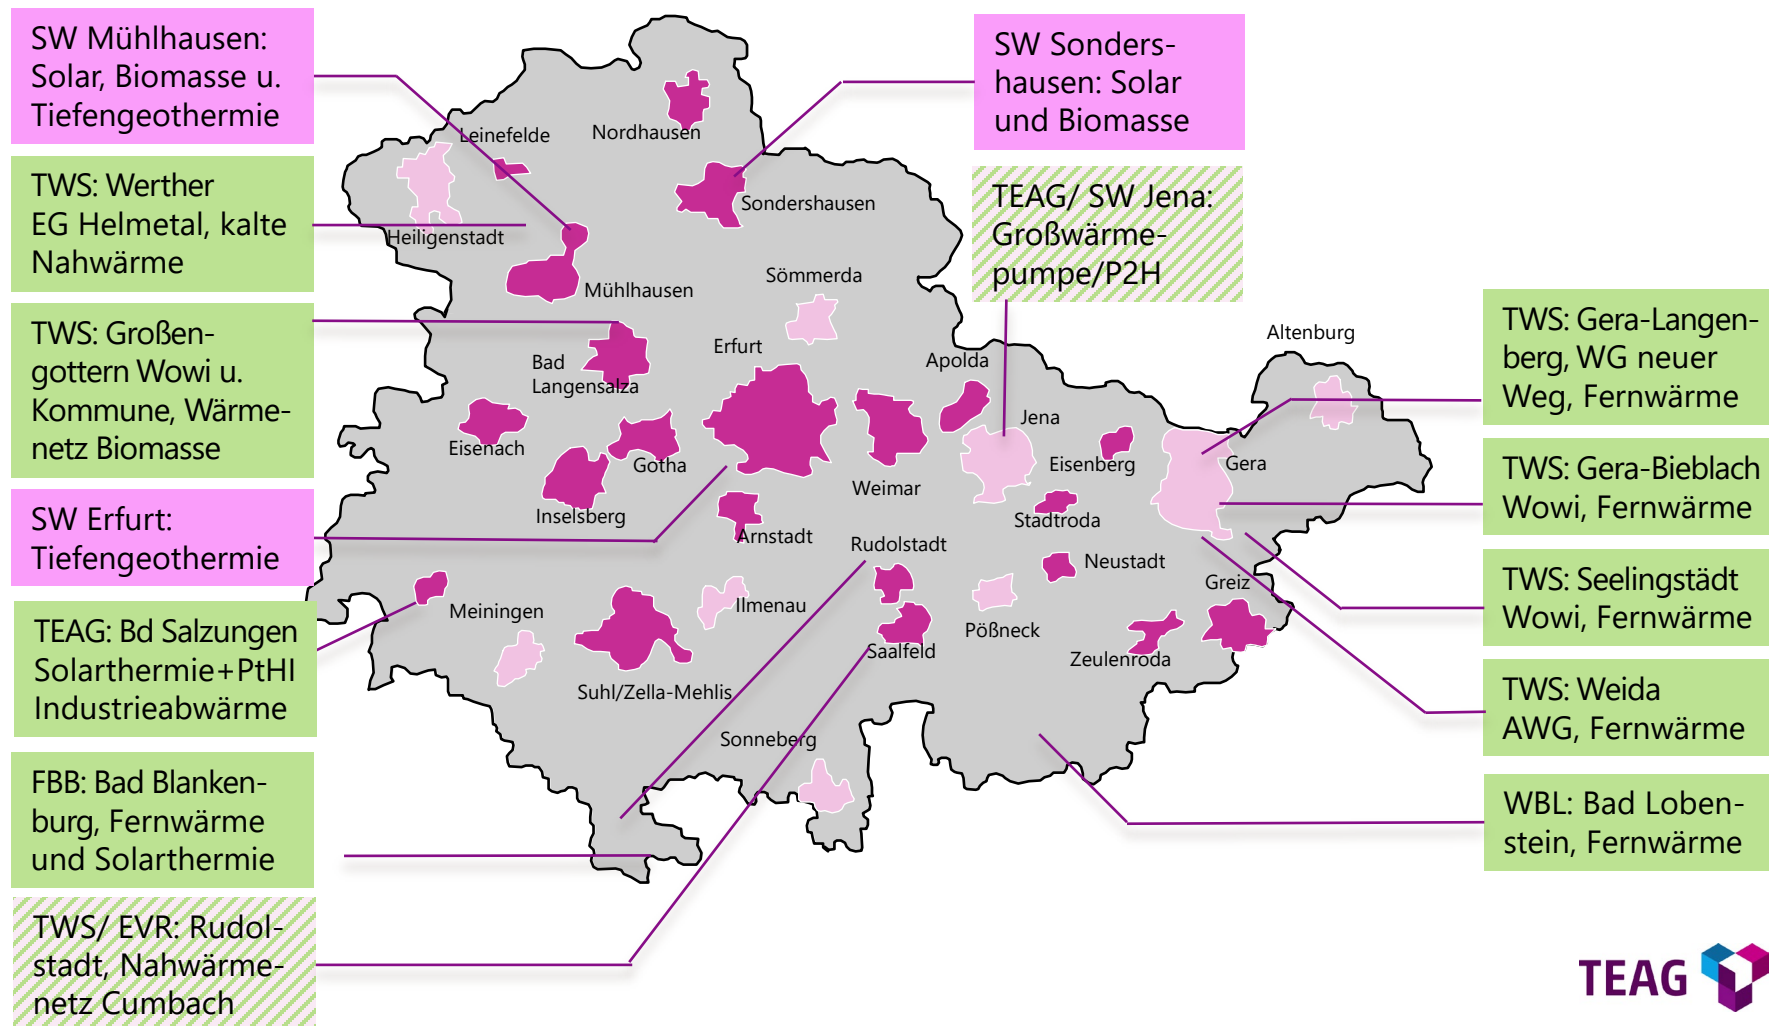 SW Mühlhausen:
Solar, Biomasse u.
Tiefengeothermie
TWS: Werther
EG Helmetal, kalte
Nahwärme
TWS: Großen-
gottern Wowi u.
Kommune, Wärme-
netz Biomasse
SW Erfurt:
Tiefengeothermie
TEAG: Bd Salzungen
Solarthermie+PtHI
Industrieabwärme
FBB: Bad Blanken-
burg, Fernwärme
und Solarthermie
TWS/ EVR: Rudol-
stadt, Nahwärme-
netz Cumbach
SW Sonders-
hausen: Solar
und Biomasse
TEAG/ SW Jena:
Großwärme-
pumpe/P2H
Leinefelde
Nordhausen
Sondershausen
Heiligenstadt
Mühlhausen
Sömmerda
Bad
Langensalza
Erfurt
Apolda
Altenburg
Jena
Eisenach
Gotha
Eisenberg
Gera
Weimar
Inselsberg
Stadtroda
Arnstadt
Rudolstadt
Neustadt
Greiz
Meiningen
Ilmenau
Pößneck
Saalfeld
Zeulenroda
Suhl/Zella-Mehlis
Sonneberg
TWS: Gera-Langen-
berg, WG neuer
Weg, Fernwärme
TWS: Gera-Bieblach
Wowi, Fernwärme
TWS: Seelingstädt
Wowi, Fernwärme
TWS: Weida
AWG, Fernwärme
WBL: Bad Loben-
stein, Fernwärme
TEAG